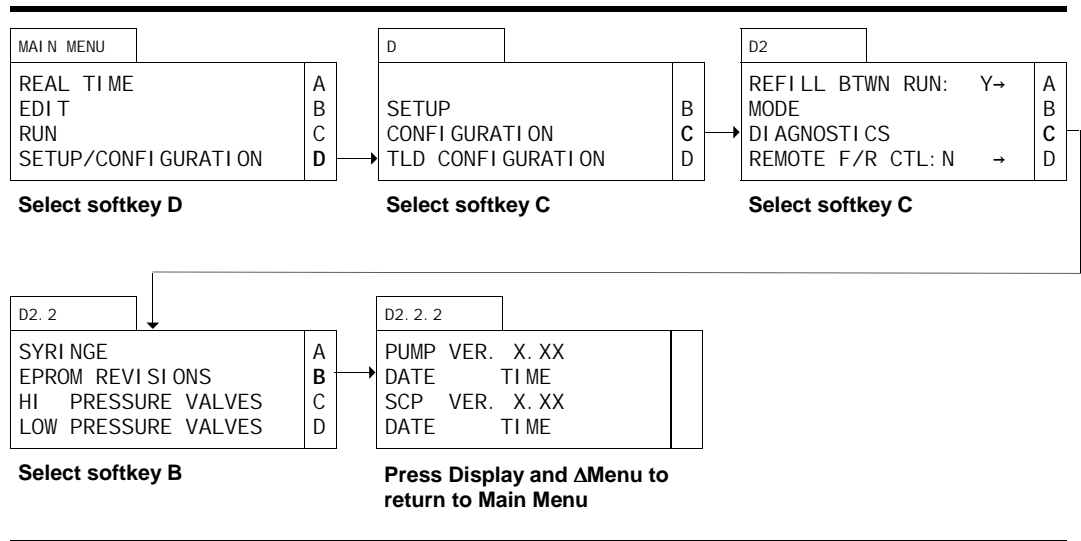 MAIN MENU
REAL TIME A
EDIT B
RUN C
SETUP/CONFIGURATION D
Select softkey D
D
SETUP B
CONFIGURATION C
TLD CONFIGURATION D
Select softkey C
D2
REFILL BTWN RUN: Y→ A
MODE B
DIAGNOSTICS C
REMOTE F/R CTL:N → D
Select softkey C
D2.2
SYRINGE A
EPROM REVISIONS B
HI PRESSURE VALVES C
LOW PRESSURE VALVES D
Select softkey B
D2.2.2
PUMP VER. X.XX
DATE TIME
SCP VER. X.XX
DATE TIME
Press Display and ΔMenu to
return to Main Menu